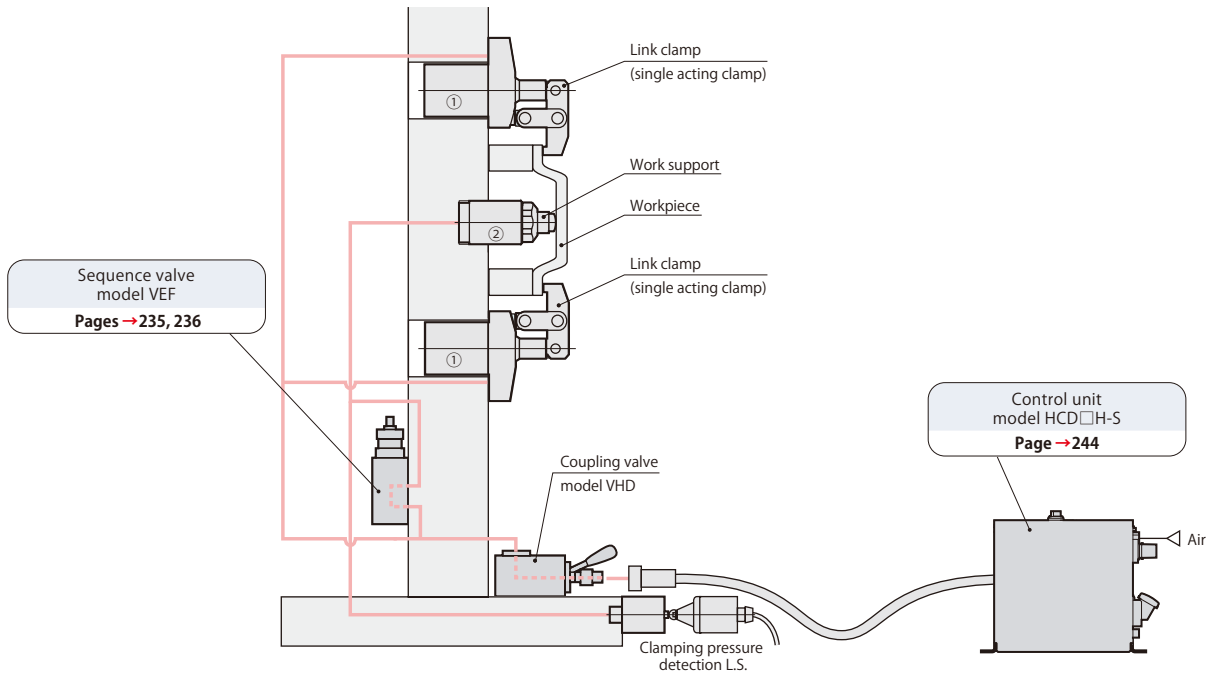 Link clamp
(single acting clamp)
①
Work support
Workpiece
②
Link clamp
(single acting clamp)
Sequence valve
model VEF
Pages →235, 236
①
Control unit
model HCD□H-S
Page →244
Coupling valve
model VHD
Air
Clamping pressure
detection L.S.